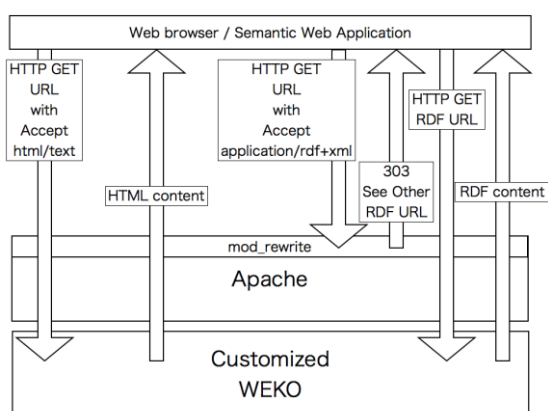 Web browser / Semantic Web Application
HTTP GET
URL
with
Accept
html/text
HTML content
HTTP GET
URL
with
Accept
application/rdf+xml
303
See Other
RDF URL
HTTP GET
RDF URL
RDF content
mod_rewrite
Apache
Customized
WEKO